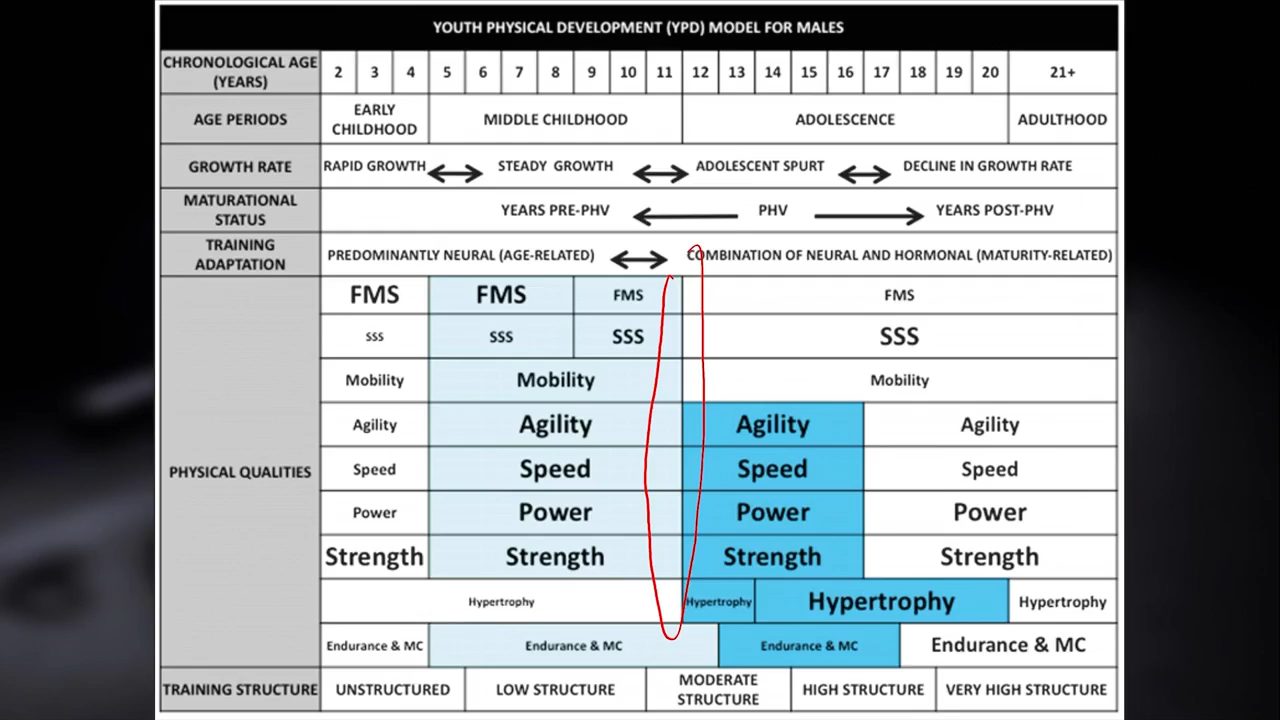 YOUTH PHYSICAL DEVELOPMENT (YPD) MODEL FOR MALES
CHRONOLOGICAL AGE (YEARS) 2 3 4 5 6 7 8 9 10 11 12 13 14 15 16 17 18 19 20 21+
AGE PERIODS EARLY CHILDHOOD MIDDLE CHILDHOOD ADOLESCENCE ADULTHOOD
GROWTH RATE RAPID GROWTH STEADY GROWTH ADOLESCENT SPURT DECLINE IN GROWTH RATE
MATURATIONAL STATUS YEARS PRE-PHV PHV YEARS POST-PHV
TRAINING ADAPTATION PREDOMINANTLY NEURAL (AGE-RELATED) COMBINATION OF NEURAL AND HORMONAL (MATURITY-RELATED)
PHYSICAL QUALITIES
FMS FMS FMS FMS
SSS SSS SSS SSS
Mobility Mobility Mobility
Agility Agility Agility Agility
Speed Speed Speed Speed
Power Power Power Power
Strength Strength Strength Strength
Hypertrophy Hypertrophy Hypertrophy Hypertrophy
Endurance & MC Endurance & MC Endurance & MC Endurance & MC
TRAINING STRUCTURE UNSTRUCTURED LOW STRUCTURE MODERATE STRUCTURE HIGH STRUCTURE VERY HIGH STRUCTURE